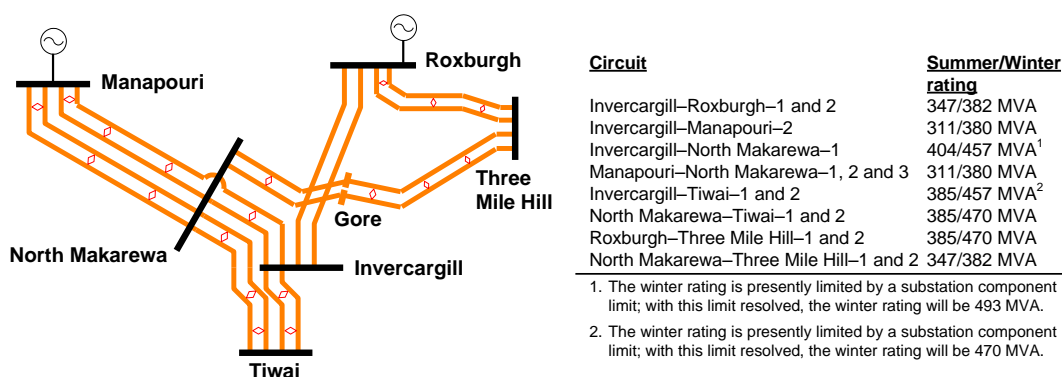 Roxburgh
Manapouri
Three
Mile Hill
Gore
North Makarewa
Invercargill
Tiwai
Circuit Summer/Winter
rating
Invercargill–Roxburgh–1 and 2 347/382 MVA
Invercargill–Manapouri–2 311/380 MVA
Invercargill–North Makarewa–1 404/457 MVA1
Manapouri–North Makarewa–1, 2 and 3 311/380 MVA
Invercargill–Tiwai–1 and 2 385/457 MVA2
North Makarewa–Tiwai–1 and 2 385/470 MVA
Roxburgh–Three Mile Hill–1 and 2 385/470 MVA
North Makarewa–Three Mile Hill–1 and 2 347/382 MVA
1. The winter rating is presently limited by a substation component
limit; with this limit resolved, the winter rating will be 493 MVA.
2. The winter rating is presently limited by a substation component
limit; with this limit resolved, the winter rating will be 470 MVA.